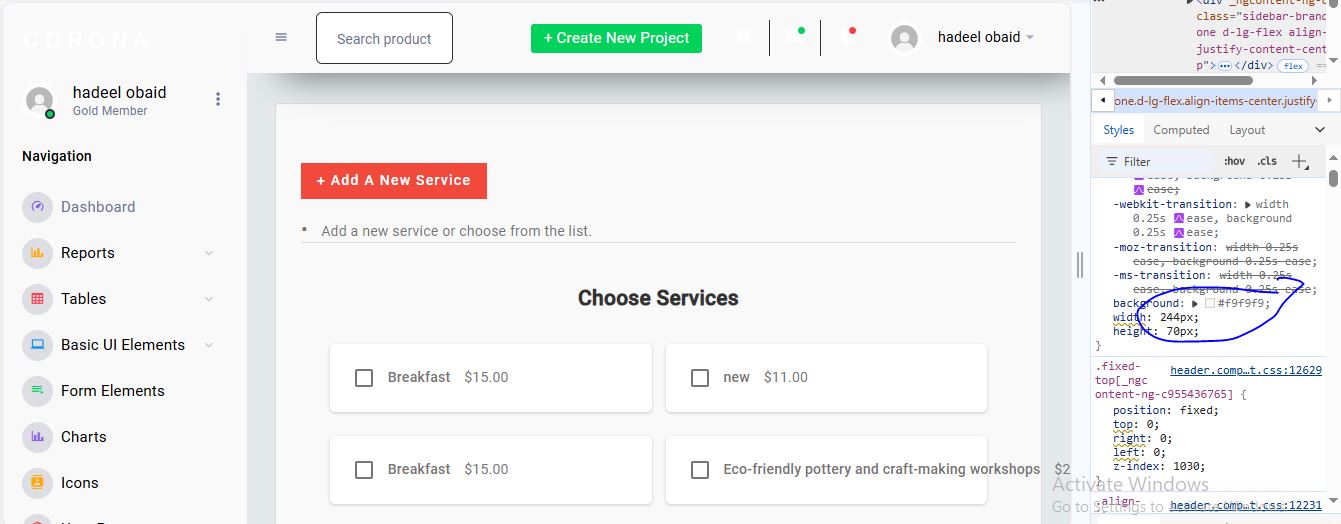 CORONA
Search product
+ Create New Project
hadeel obaid
hadeel obaid
Gold Member
Navigation
Dashboard
Reports
Tables
Basic UI Elements
Form Elements
Charts
Icons
+ Add A New Service
• Add a new service or choose from the list.
Choose Services
Breakfast $15.00
new $11.00
Breakfast $15.00
Eco-friendly pottery and craft-making workshops $2
class="sidebar-brand
one d-lg-flex align-
justify-content-cent
p"> ••• </div> flex ==
one.d-lg-flex.align-items-center.justify-
Styles Computed Layout
Filter :hov .cls
ease;
-webkit-transition: width
0.25s ease, background
0.25s ease;
-moz-transition: width 0.25s
ease, background 0.25s ease;
-ms-transition: width 0.25s
ease, background 0.25s ease;
background: #f9f9f9;
width: 244px;
height: 70px;
}
.fixed- header.comp…t.css:12629
top[_ngc
ontent-ng-c955436765] {
position: fixed;
top: 0;
right: 0;
left: 0;
z-index: 1030;
}
Activate Windows
.align- header.comp…t.css:12231
Go to Settings to activate Windows.